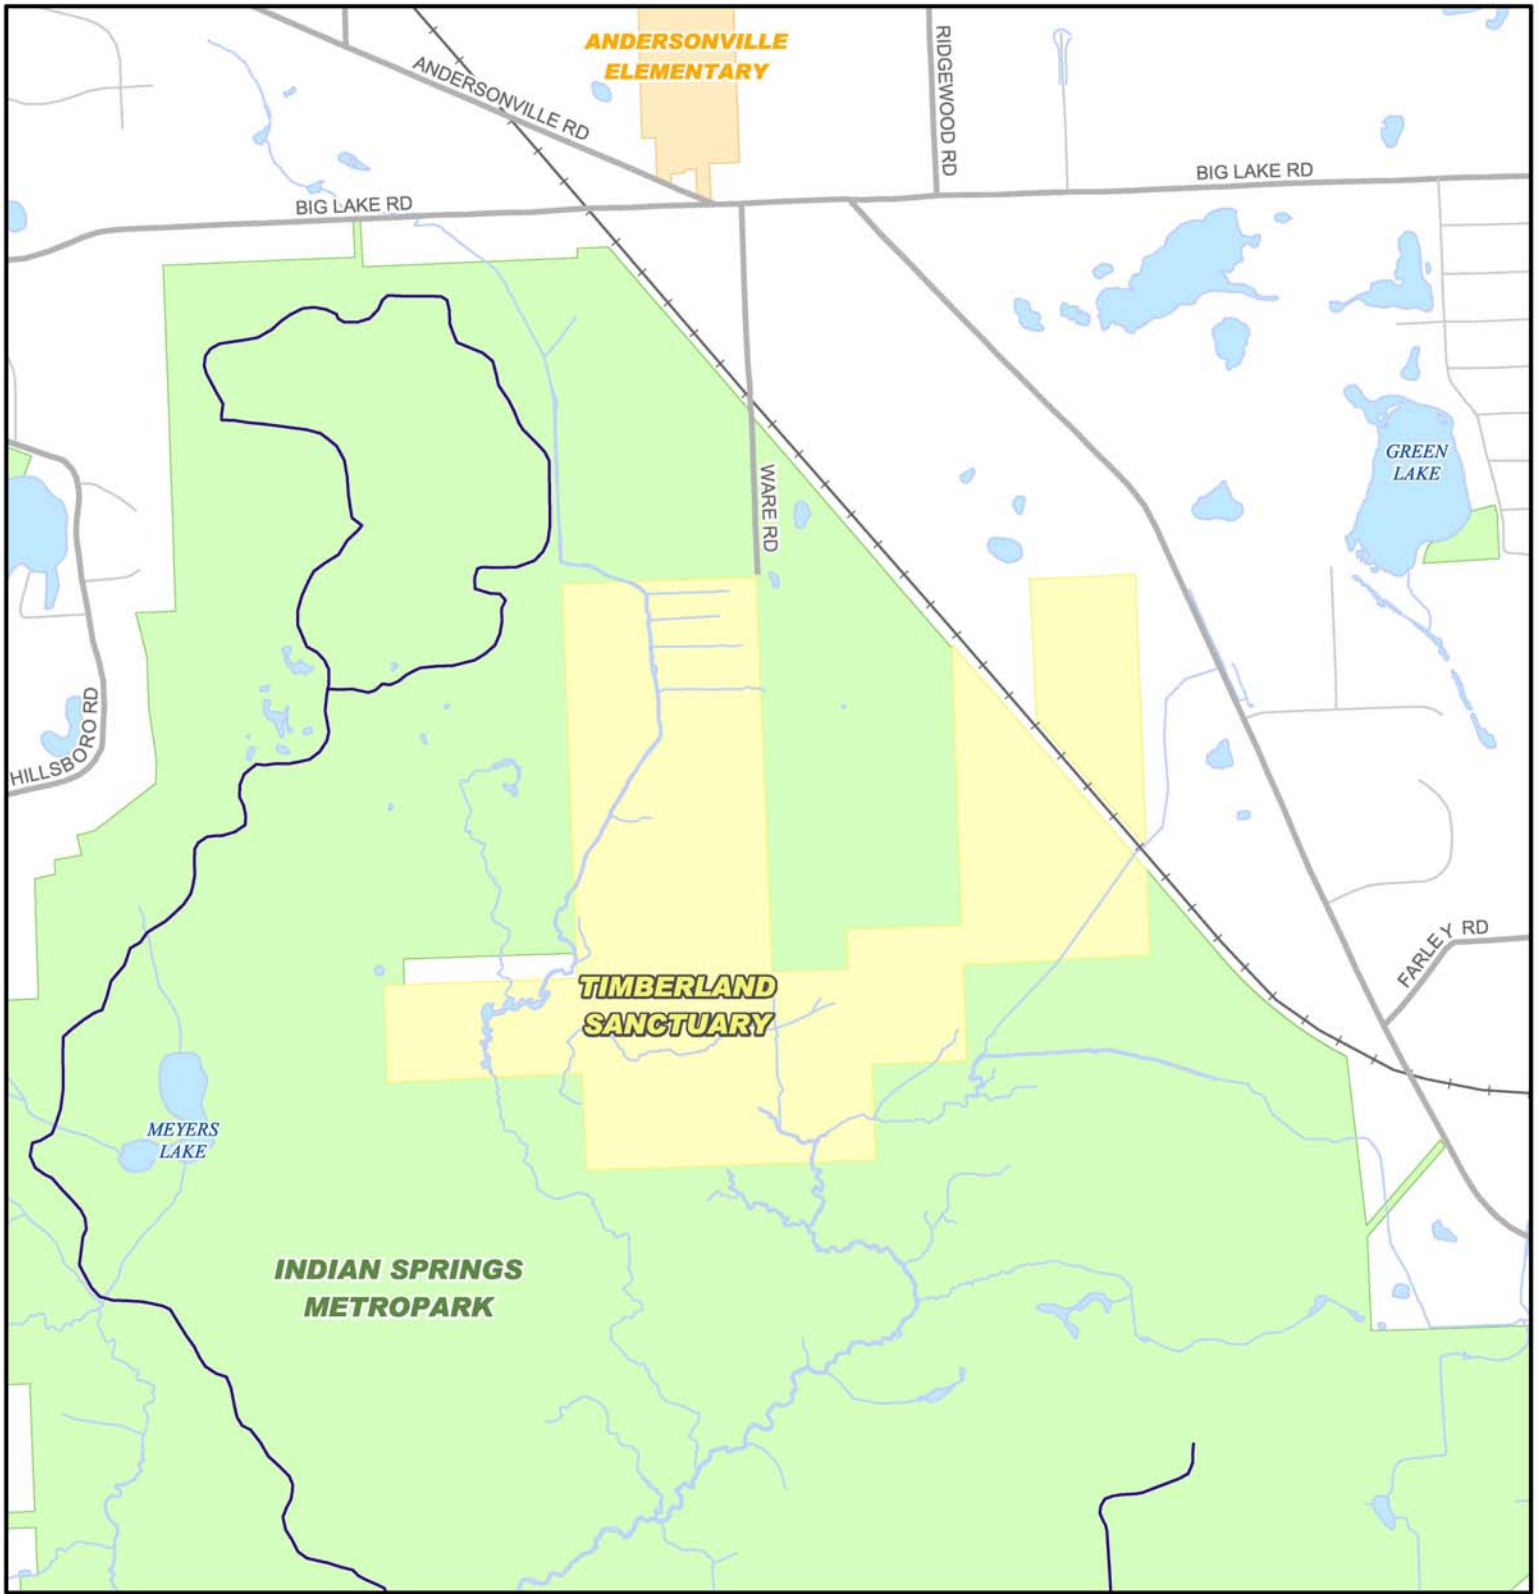 ANDERSONVILLE
ELEMENTARY
RIDGEWOOD RD
ANDERSONVILLE RD
BIG LAKE RD
BIG LAKE RD
GREEN
LAKE
WARE RD
HILLSBORO RD
FARLEY RD
TIMBERLAND
SANCTUARY
MEYERS
LAKE
INDIAN SPRINGS
METROPARK